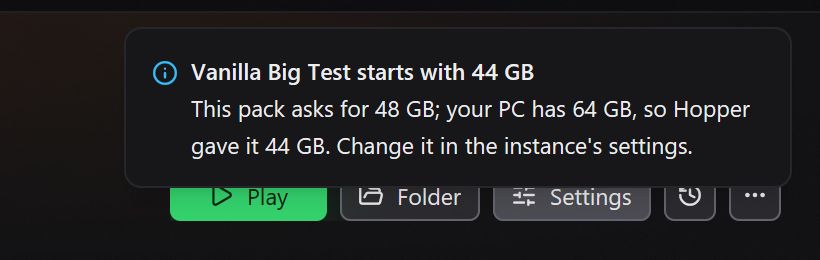 Vanilla Big Test starts with 44 GB
This pack asks for 48 GB; your PC has 64 GB, so Hopper
gave it 44 GB. Change it in the instance's settings.
Play
Folder
Settings